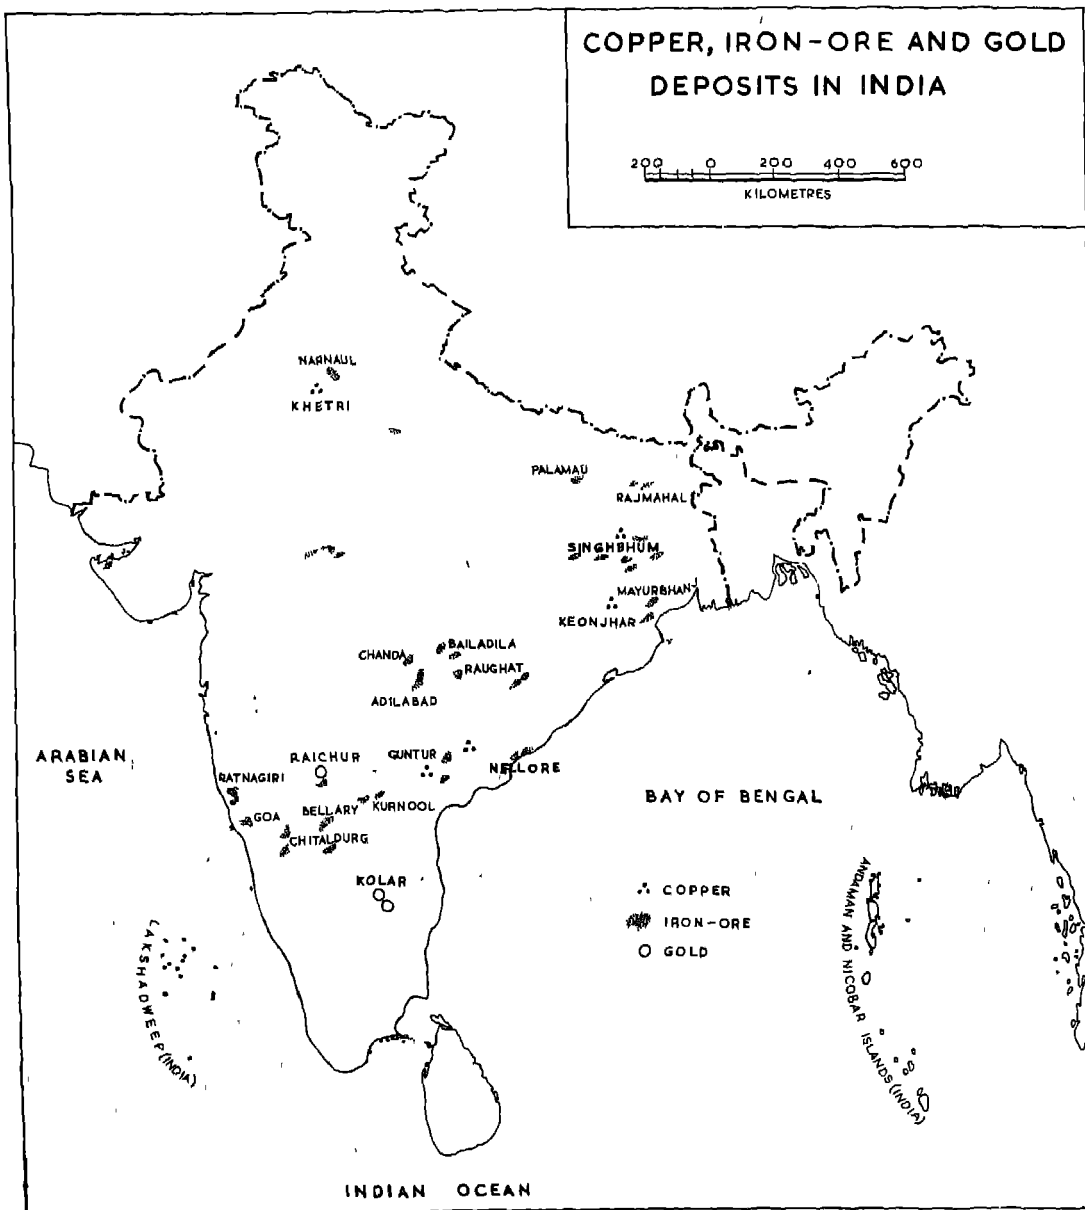 COPPER, IRON-ORE AND GOLD
DEPOSITS IN INDIA
200 0 200 400 600
KILOMETRES
NARNAUL
KHETRI
PALAMAU
RAJMAHAL
SINGHBHUM
MAYURBHAN-
KEONJHAR
BAILADILA
CHANDA
RAUGHAT
ADILABAD
ARABIAN
SEA
RAICHUR
GUNTUR
NELLORE
RATNAGIRI
BELLARY
KURNOOL
BAY OF BENGAL
GOA
CHITALDURG
KOLAR
COPPER
IRON-ORE
GOLD
LAKSHADWEEP (INDIA)
ANDAMAN AND NICOBAR ISLANDS (INDIA)
INDIAN OCEAN